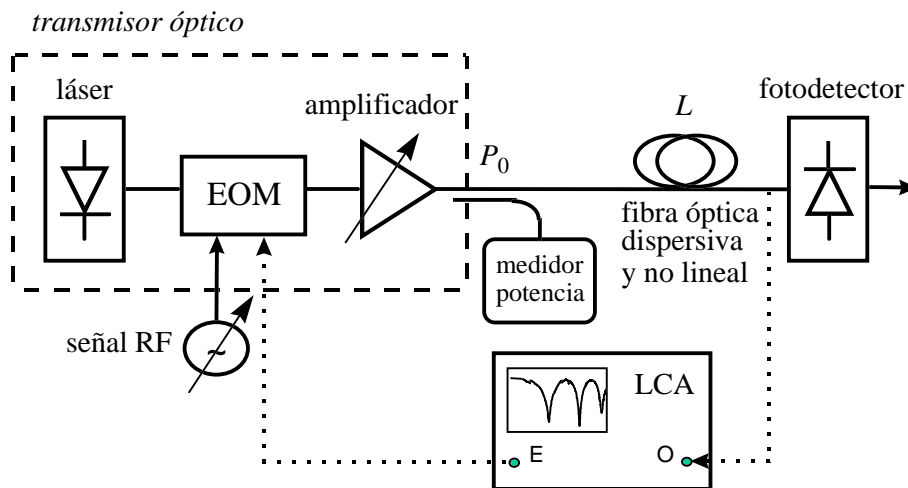 transmisor óptico
láser
amplificador
fotodetector
L
P0
EOM
fibra óptica
dispersiva
y no lineal
medidor
potencia
señal RF
~
LCA
E
O